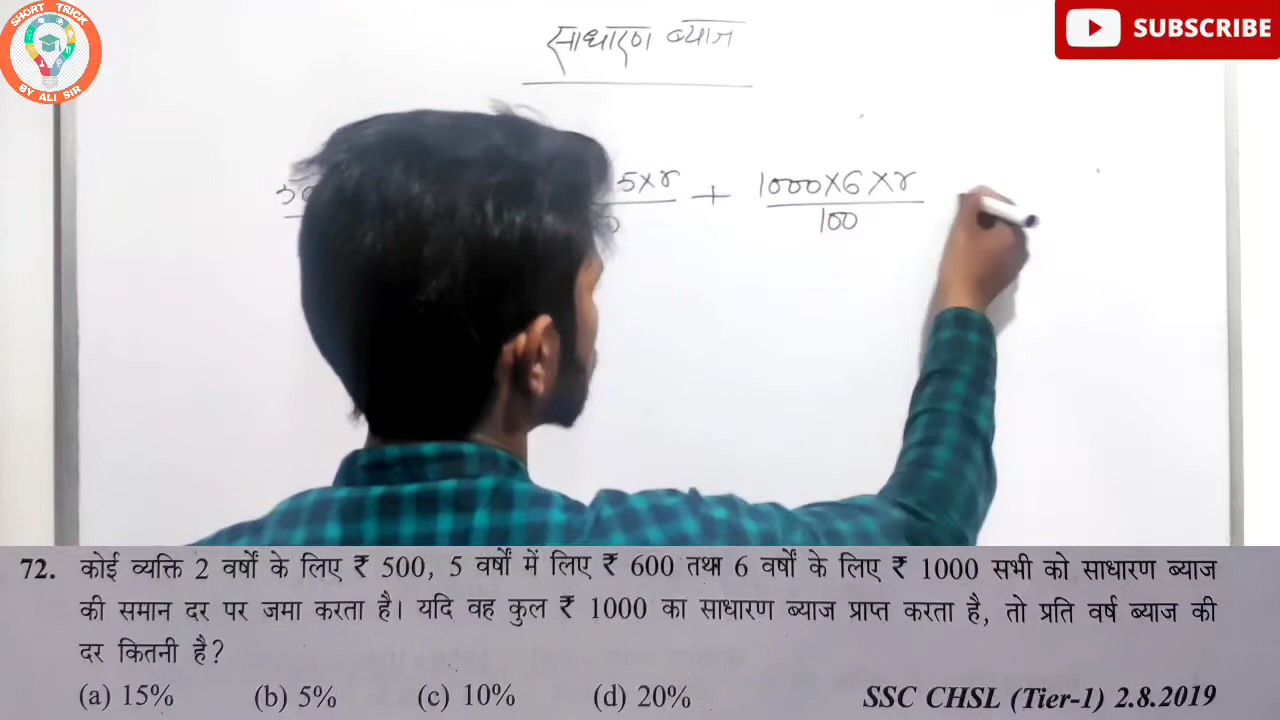 SHORT TRICK
BY ALI SIR
SUBSCRIBE
साधारण ब्याज
5×r + 1000×6×r
100
72. कोई व्यक्ति 2 वर्षों के लिए ₹ 500, 5 वर्षों में लिए ₹ 600 तथा 6 वर्षों के लिए ₹ 1000 सभी को साधारण ब्याज
की समान दर पर जमा करता है। यदि वह कुल ₹ 1000 का साधारण ब्याज प्राप्त करता है, तो प्रति वर्ष ब्याज की
दर कितनी है?
(a) 15% (b) 5% (c) 10% (d) 20% SSC CHSL (Tier-1) 2.8.2019